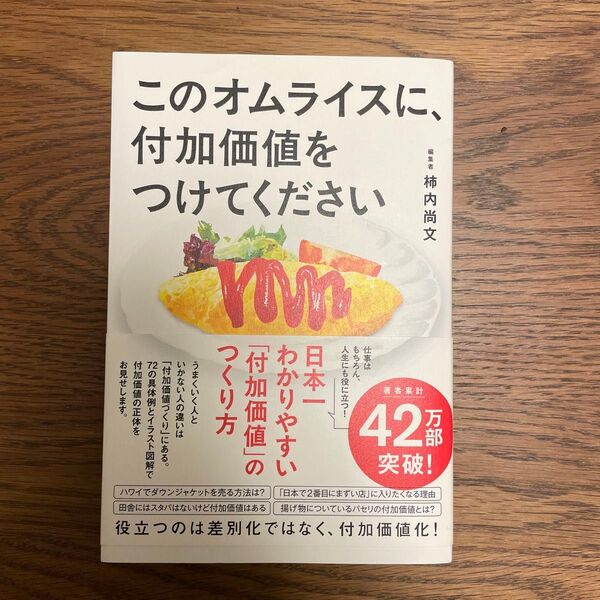 このオムライスに、
付加価値を
つけてください
編集者 柿内尚文
仕事は
もちろん、
人生にも役に立つ!
日本一
わかりやすい
「付加価値」の
つくり方
うまくいく人と
いかない人の違いは
「付加価値づくり」にある。
72の具体例とイラスト図解で
付加価値の正体を
お見せします。
著者累計
42万部
突破!
ハワイでダウンジャケットを売る方法は?
「日本で2番目にまずい店」に入りたくなる理由
田舎にはスタバはないけど付加価値はある
揚げ物についているパセリの付加価値とは?
役立つのは差別化ではなく、付加価値化!